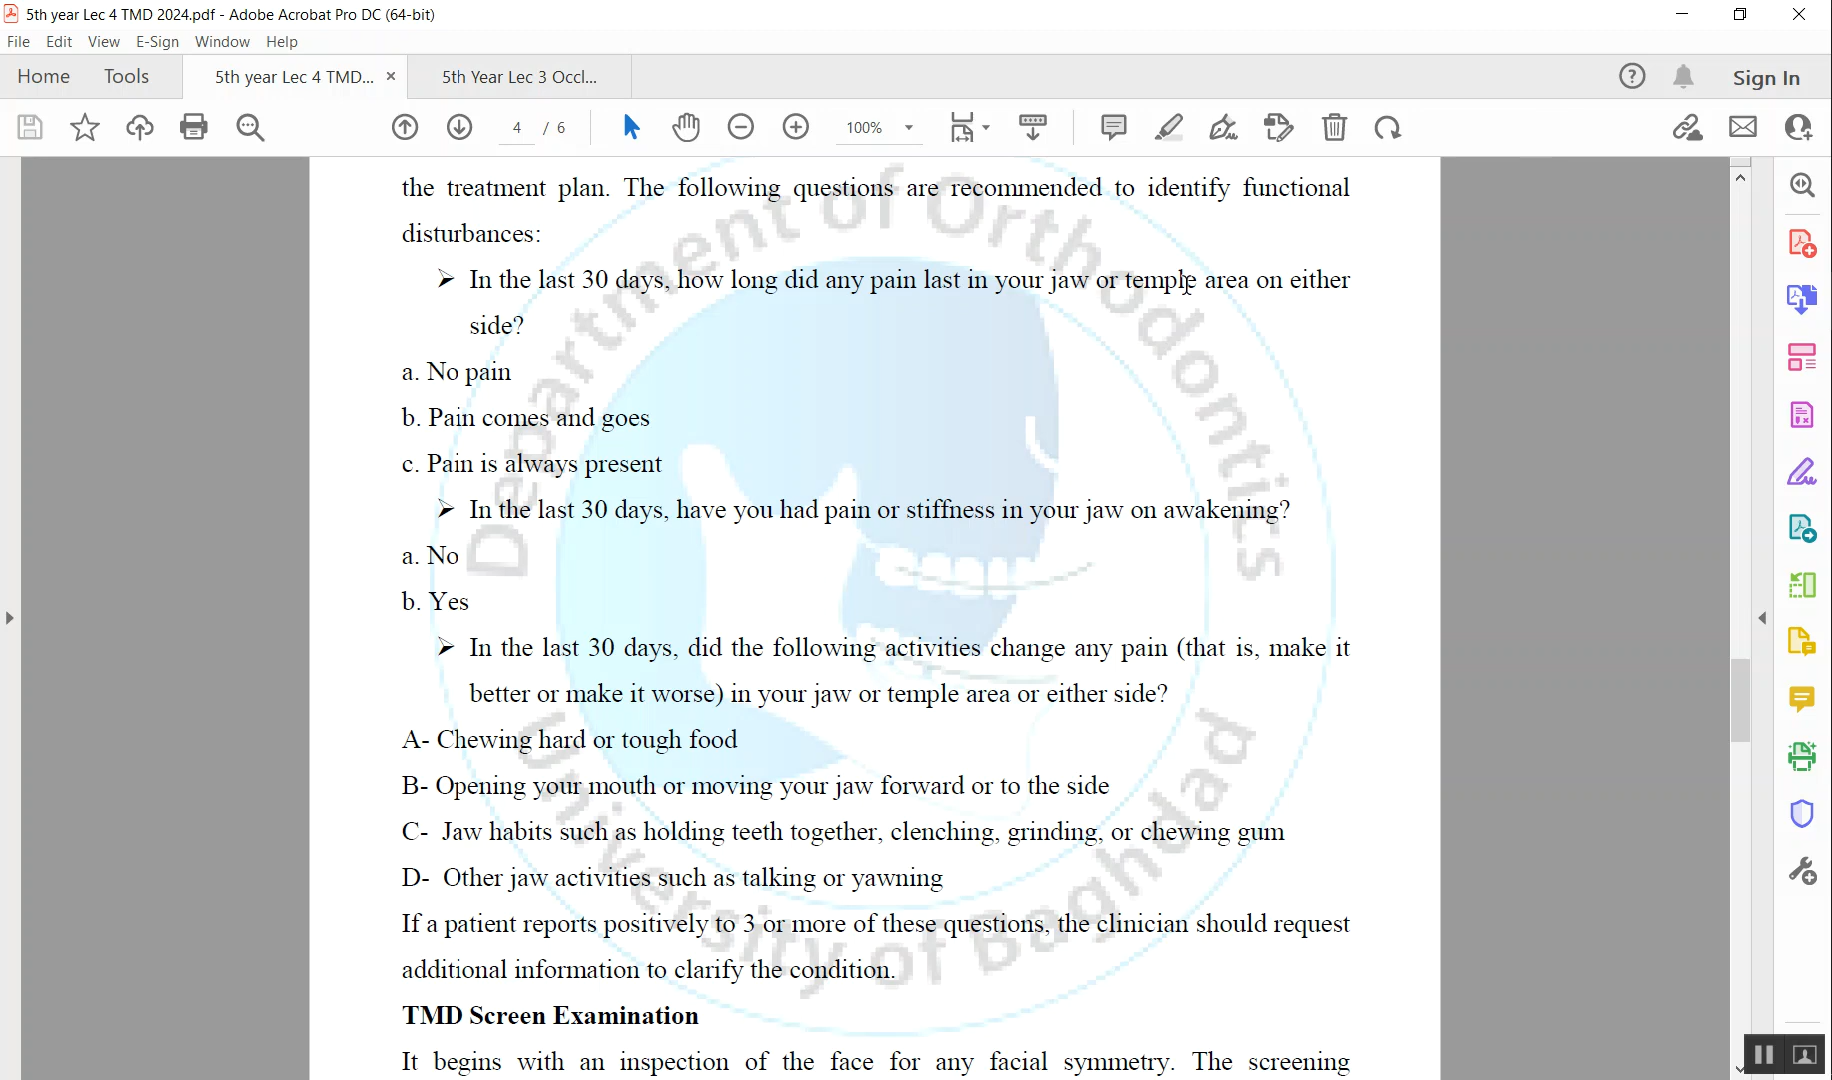 5th year Lec 4 TMD 2024.pdf - Adobe Acrobat Pro DC (64-bit)
File Edit View E-Sign Window Help
Home Tools 5th year Lec 4 TMD... × 5th Year Lec 3 Occl... Sign In
4 / 6 100%
the treatment plan. The following questions are recommended to identify functional
disturbances:
➢ In the last 30 days, how long did any pain last in your jaw or temple area on either
side?
a. No pain
b. Pain comes and goes
c. Pain is always present
➢ In the last 30 days, have you had pain or stiffness in your jaw on awakening?
a. No
b. Yes
➢ In the last 30 days, did the following activities change any pain (that is, make it
better or make it worse) in your jaw or temple area or either side?
A- Chewing hard or tough food
B- Opening your mouth or moving your jaw forward or to the side
C- Jaw habits such as holding teeth together, clenching, grinding, or chewing gum
D- Other jaw activities such as talking or yawning
If a patient reports positively to 3 or more of these questions, the clinician should request
additional information to clarify the condition.
TMD Screen Examination
It begins with an inspection of the face for any facial symmetry. The screening
Department of Orthodontics
University of Baghdad